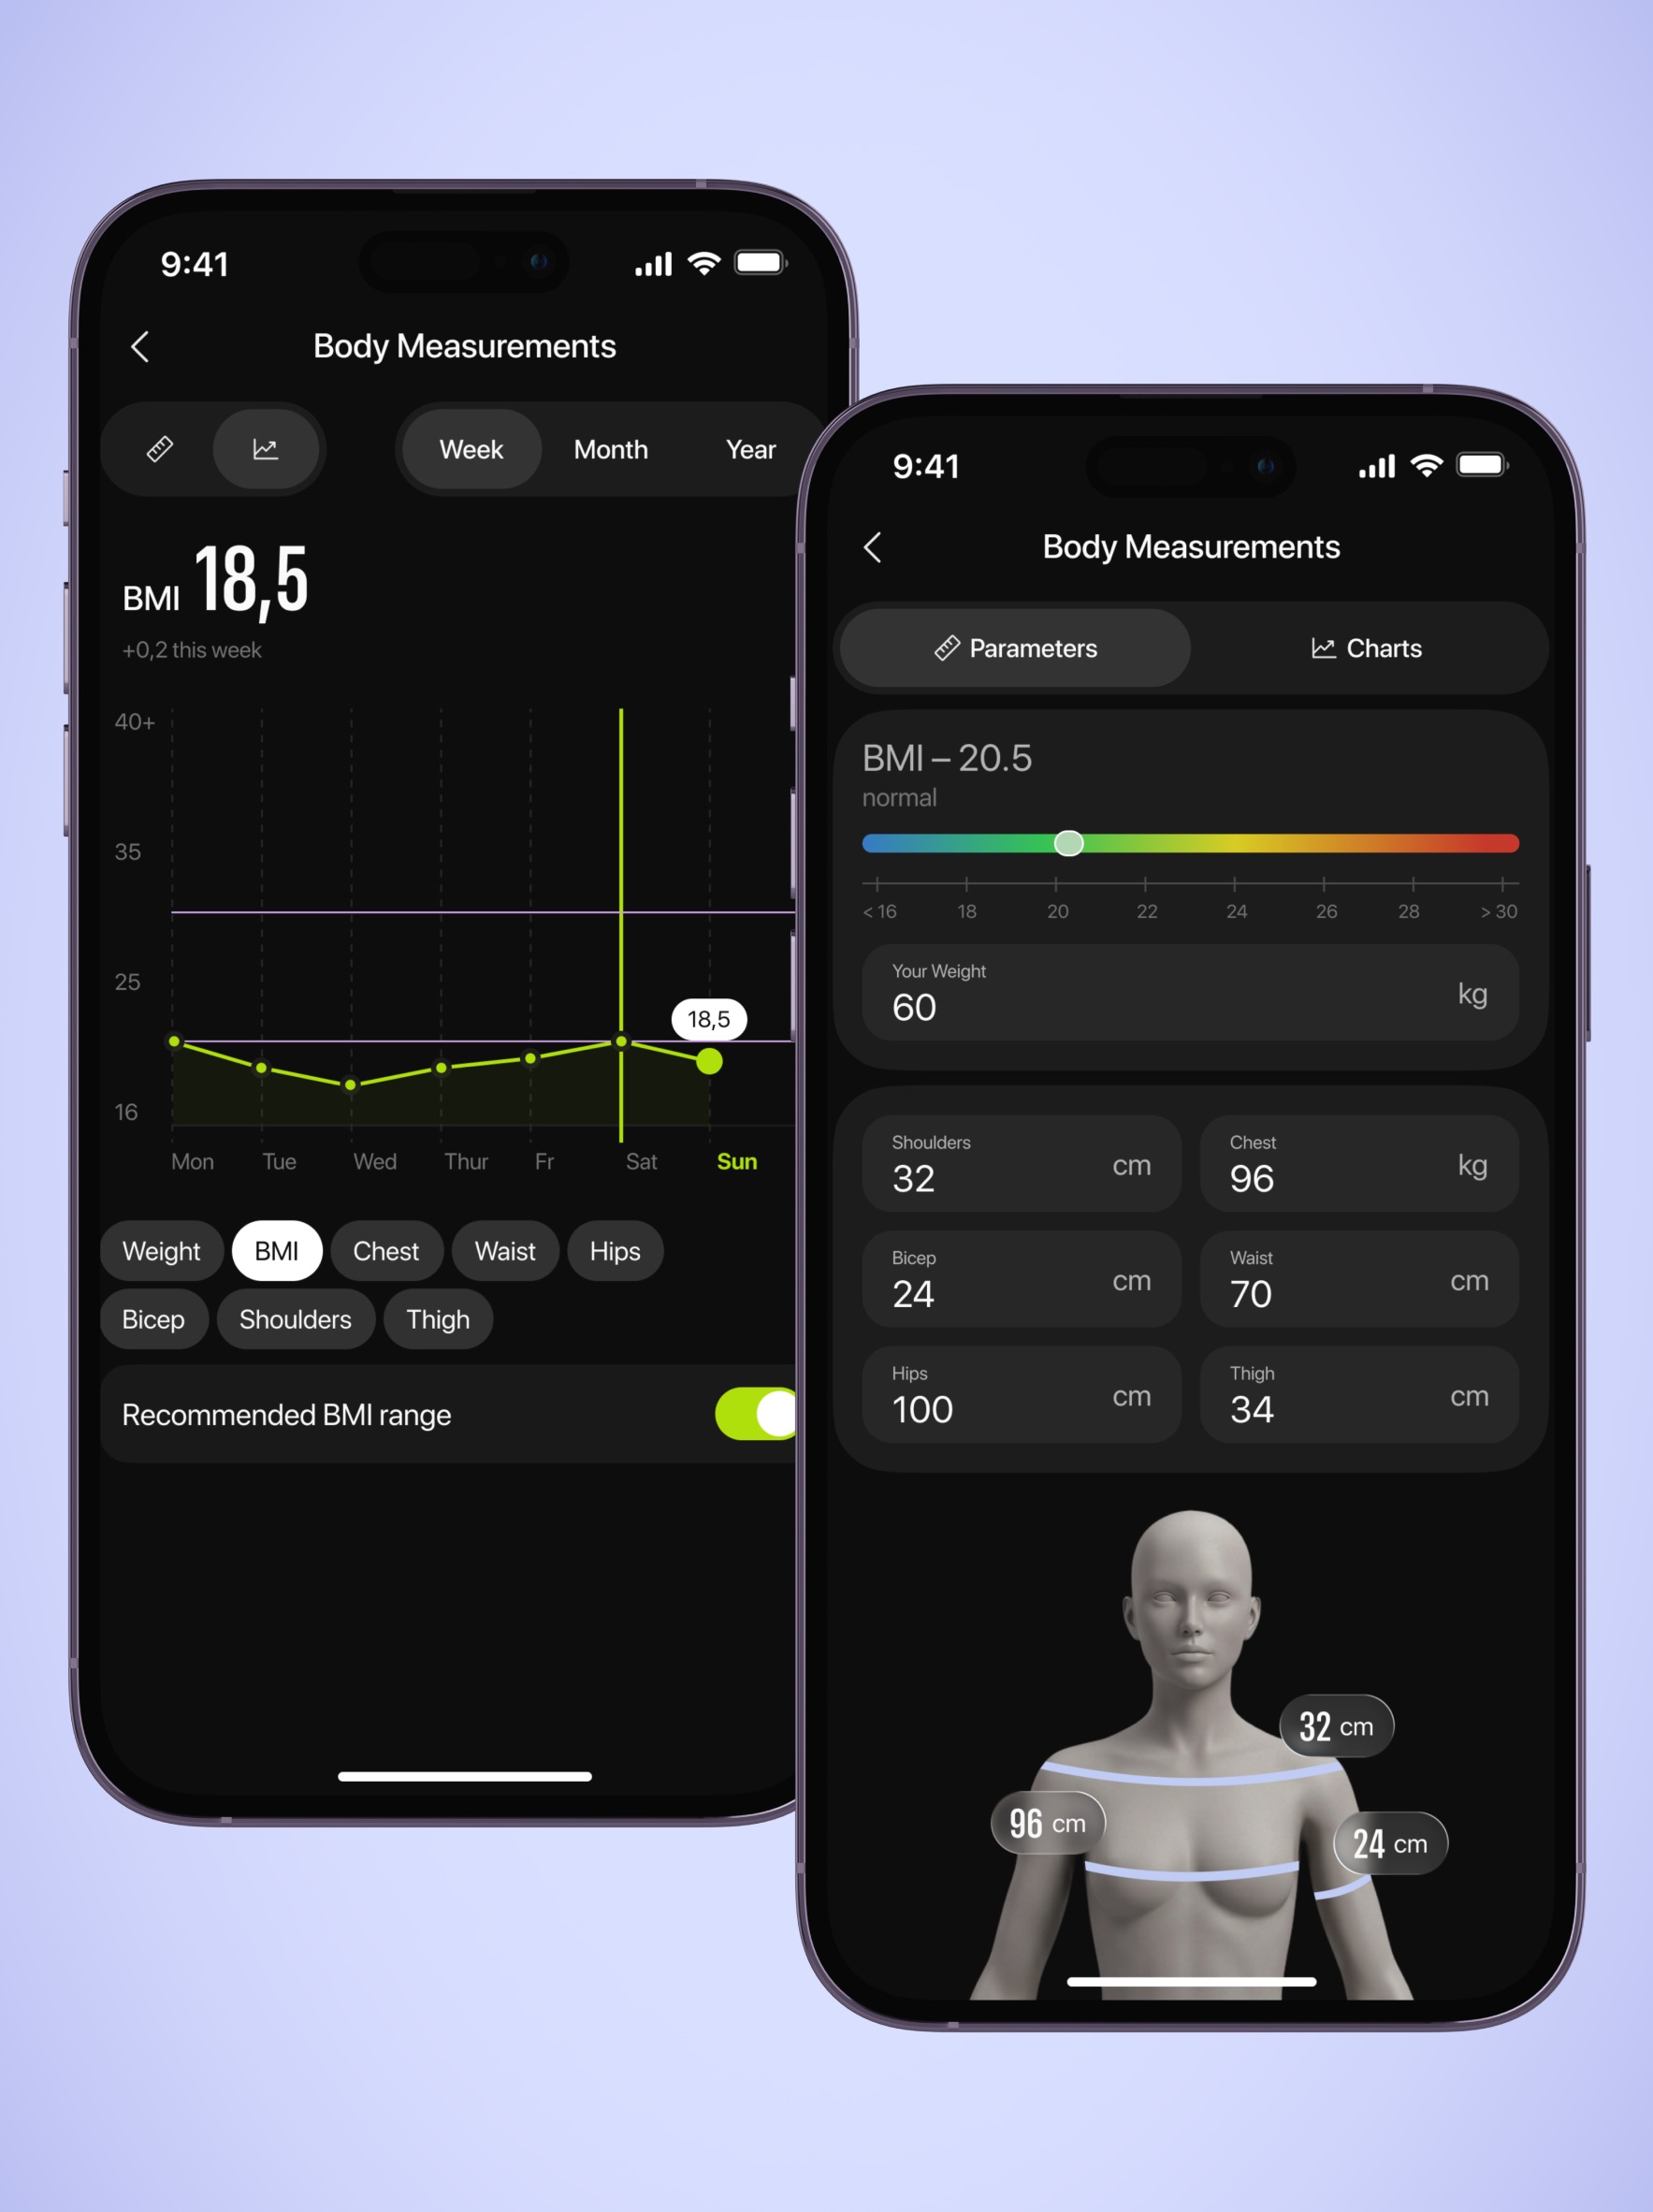 9:41
Body Measurements
Week Month Year
BMI 18,5
+0,2 this week
40+
35
25
18,5
16
Mon Tue Wed Thur Fr Sat Sun
Weight BMI Chest Waist Hips
Bicep Shoulders Thigh
Recommended BMI range
9:41
Body Measurements
Parameters Charts
BMI – 20.5
normal
< 16 18 20 22 24 26 28 > 30
Your Weight
60 kg
Shoulders
32 cm
Chest
96 kg
Bicep
24 cm
Waist
70 cm
Hips
100 cm
Thigh
34 cm
32 cm
96 cm
24 cm